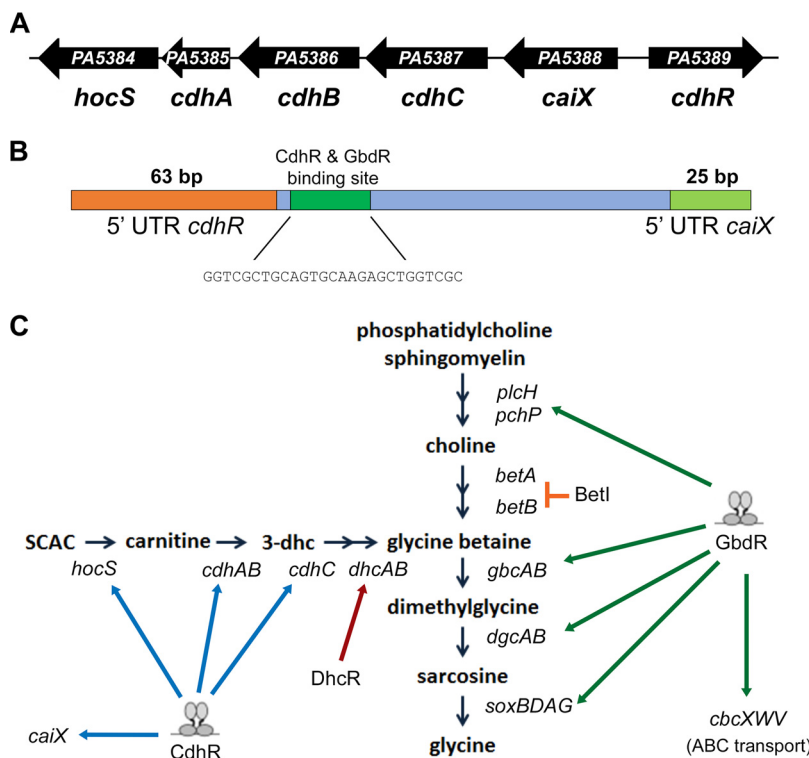 A
PA5384 PA5385 PA5386 PA5387 PA5388 PA5389
hocS cdhA cdhB cdhC caiX cdhR
B
CdhR & GbdR
binding site
63 bp
25 bp
5' UTR cdhR
5' UTR caiX
GGTCGCTGCAGTGCAAGAGCTGGTCGC
C
phosphatidylcholine
sphingomyelin
plcH
pchP
choline
betA
betB
BetI
GbdR
SCAC carnitine 3-dhc glycine betaine
hocS cdhAB cdhC dhcAB gbcAB
dimethylglycine
dgcAB
DhcR
sarcosine
soxBDAG
caiX
CdhR
glycine
cbcXWV
(ABC transport)